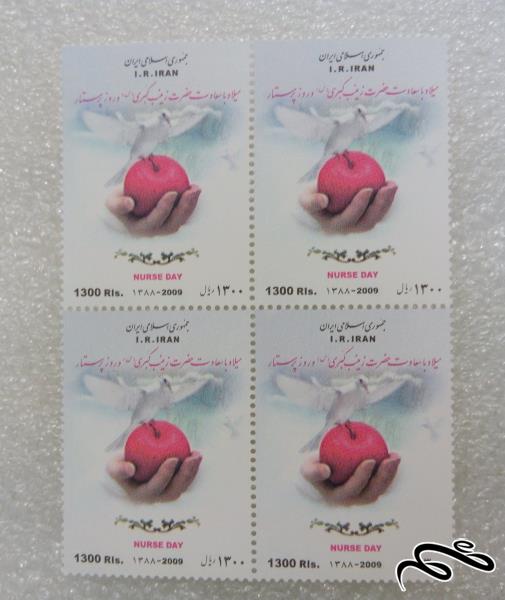 جمهوری اسلامی ایران
I.R.IRAN
میلاد با سعادت حضرت زینب کبری (س) و روز پرستار
NURSE DAY
1300 Rls. ۱۳۸۸-2009 ۱۳۰۰ ریال
جمهوری اسلامی ایران
I.R.IRAN
میلاد با سعادت حضرت زینب کبری (س) و روز پرستار
NURSE DAY
1300 Rls. ۱۳۸۸-2009 ۱۳۰۰ ریال
جمهوری اسلامی ایران
I.R.IRAN
میلاد با سعادت حضرت زینب کبری (س) و روز پرستار
NURSE DAY
1300 Rls. ۱۳۸۸-2009 ۱۳۰۰ ریال
جمهوری اسلامی ایران
I.R.IRAN
میلاد با سعادت حضرت زینب کبری (س) و روز پرستار
NURSE DAY
1300 Rls. ۱۳۸۸-2009